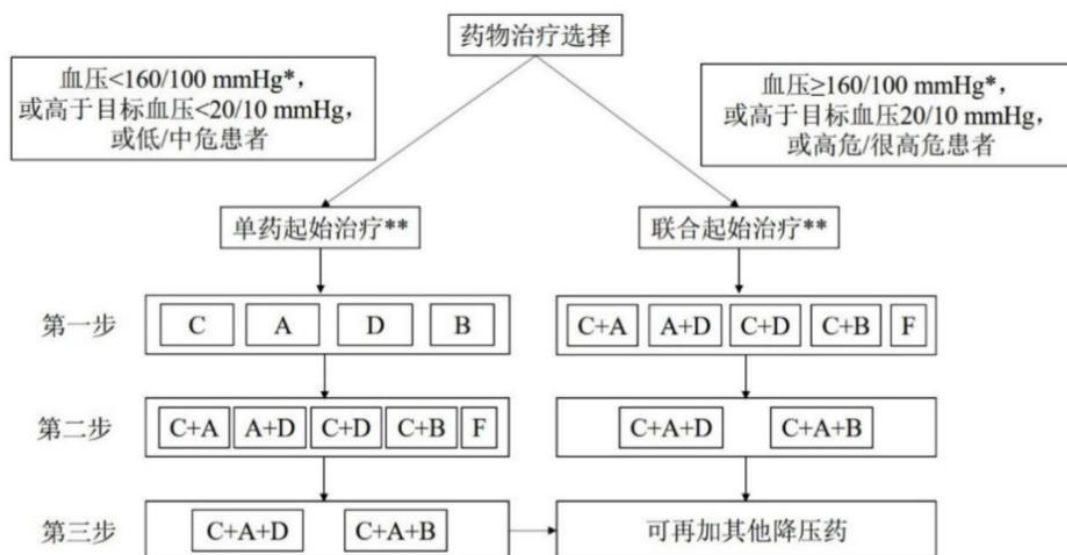 药物治疗选择
血压<160/100 mmHg*,
或高于目标血压<20/10 mmHg,
或低/中危患者
血压≥160/100 mmHg*,
或高于目标血压20/10 mmHg,
或高危/很高危患者
单药起始治疗**
联合起始治疗**
第一步
C A D B
C+A A+D C+D C+B F
第二步
C+A A+D C+D C+B F
C+A+D C+A+B
第三步
C+A+D C+A+B
可再加其他降压药